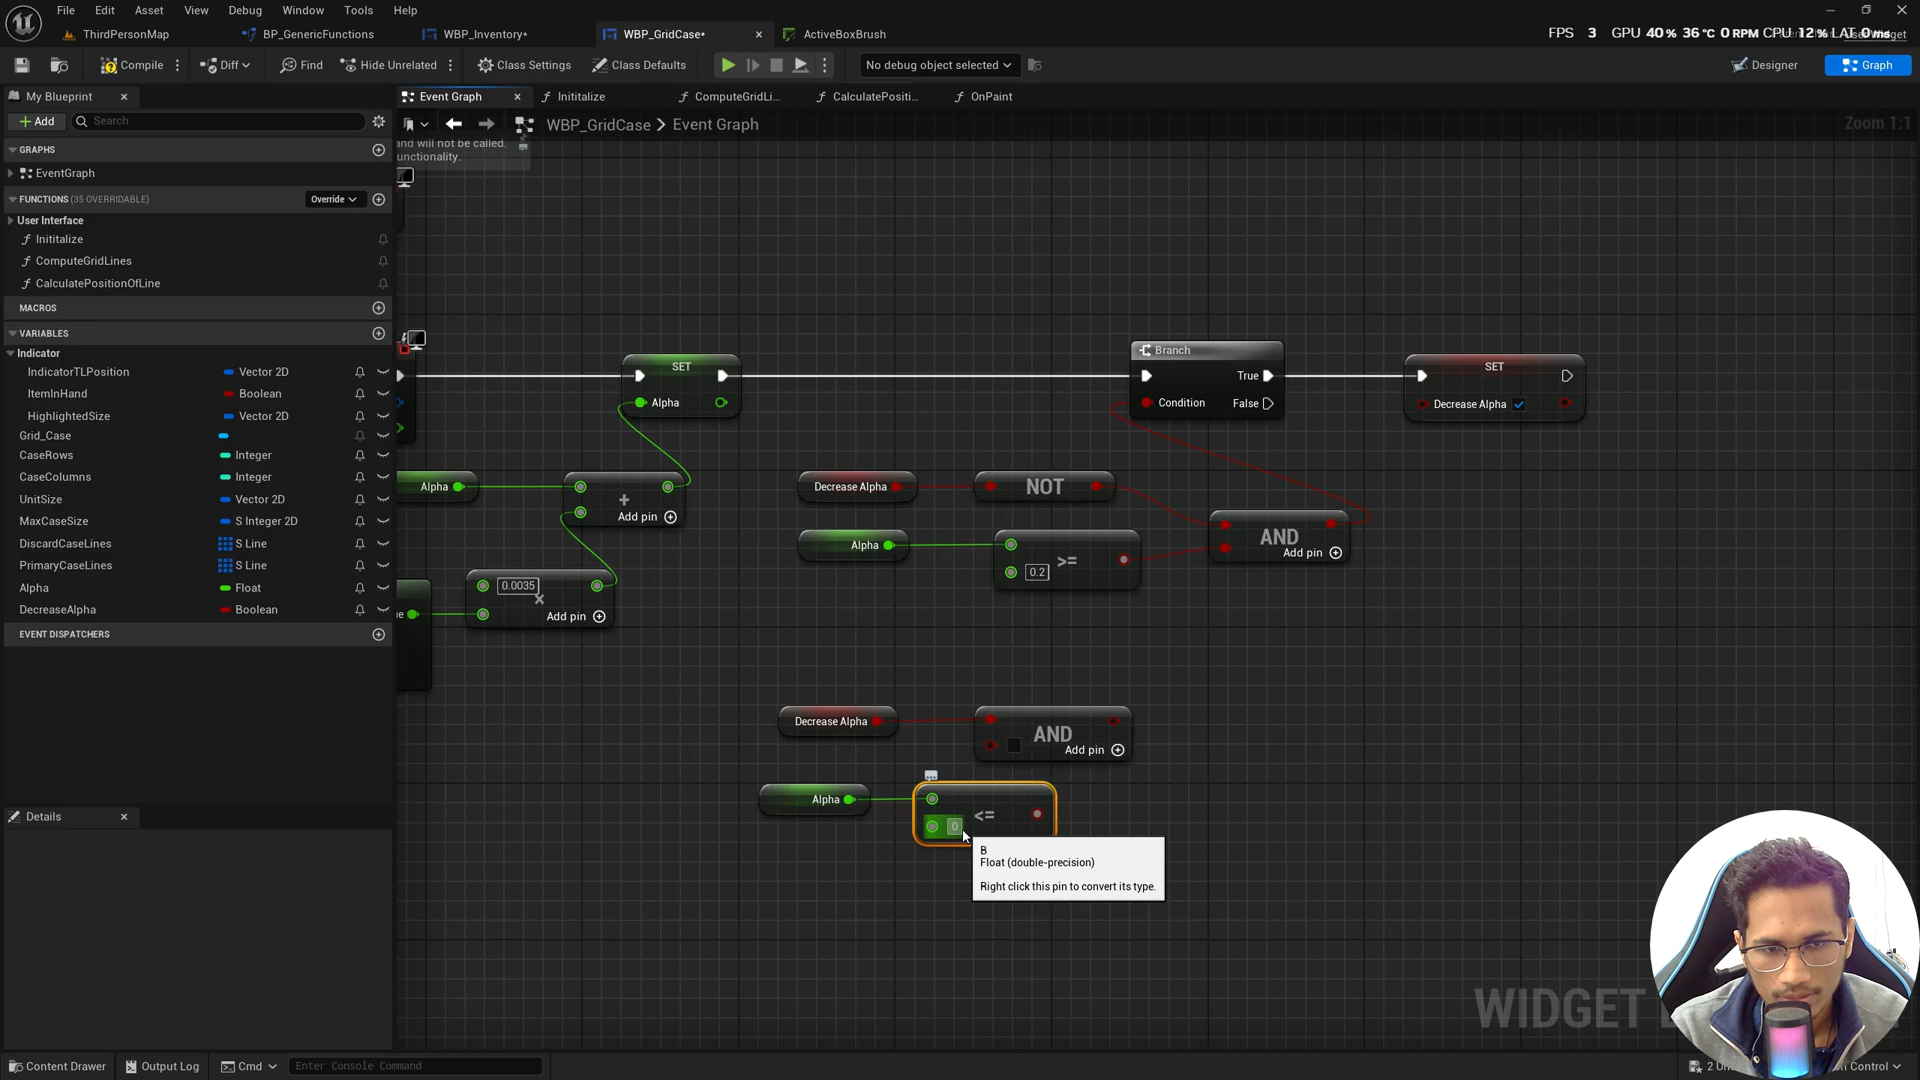 File Edit Asset View Debug Window Tools Help
ThirdPersonMap BP_GenericFunctions WBP_Inventory• WBP_GridCase• ActiveBoxBrush
FPS 3 GPU 40 % 36 °C 0 RPM CPU 12 % LAT 0 ms
Compile Diff Find Hide Unrelated Class Settings Class Defaults No debug object selected Designer Graph
My Blueprint Event Graph Inititalize ComputeGridLi... CalculatePositi... OnPaint
+ Add Search
WBP_GridCase > Event Graph Zoom 1:1
and will not be called.
unctionality.
GRAPHS
EventGraph
FUNCTIONS (35 OVERRIDABLE) Override
User Interface
Inititalize
ComputeGridLines
CalculatePositionOfLine
MACROS
VARIABLES
Indicator
IndicatorTLPosition Vector 2D
ItemInHand Boolean
HighlightedSize Vector 2D
Grid_Case
CaseRows Integer
CaseColumns Integer
UnitSize Vector 2D
MaxCaseSize S Integer 2D
DiscardCaseLines S Line
PrimaryCaseLines S Line
Alpha Float
DecreaseAlpha Boolean
EVENT DISPATCHERS
Details
SET
Alpha
Branch
True
Condition
False
SET
Decrease Alpha
Alpha
+
Add pin
Decrease Alpha
NOT
Alpha
>=
0.2
AND
Add pin
0.0035
×
Add pin
Decrease Alpha
AND
Add pin
Alpha
<=
0
B
Float (double-precision)
Right click this pin to convert its type.
WIDGET
Content Drawer Output Log Cmd Enter Console Command